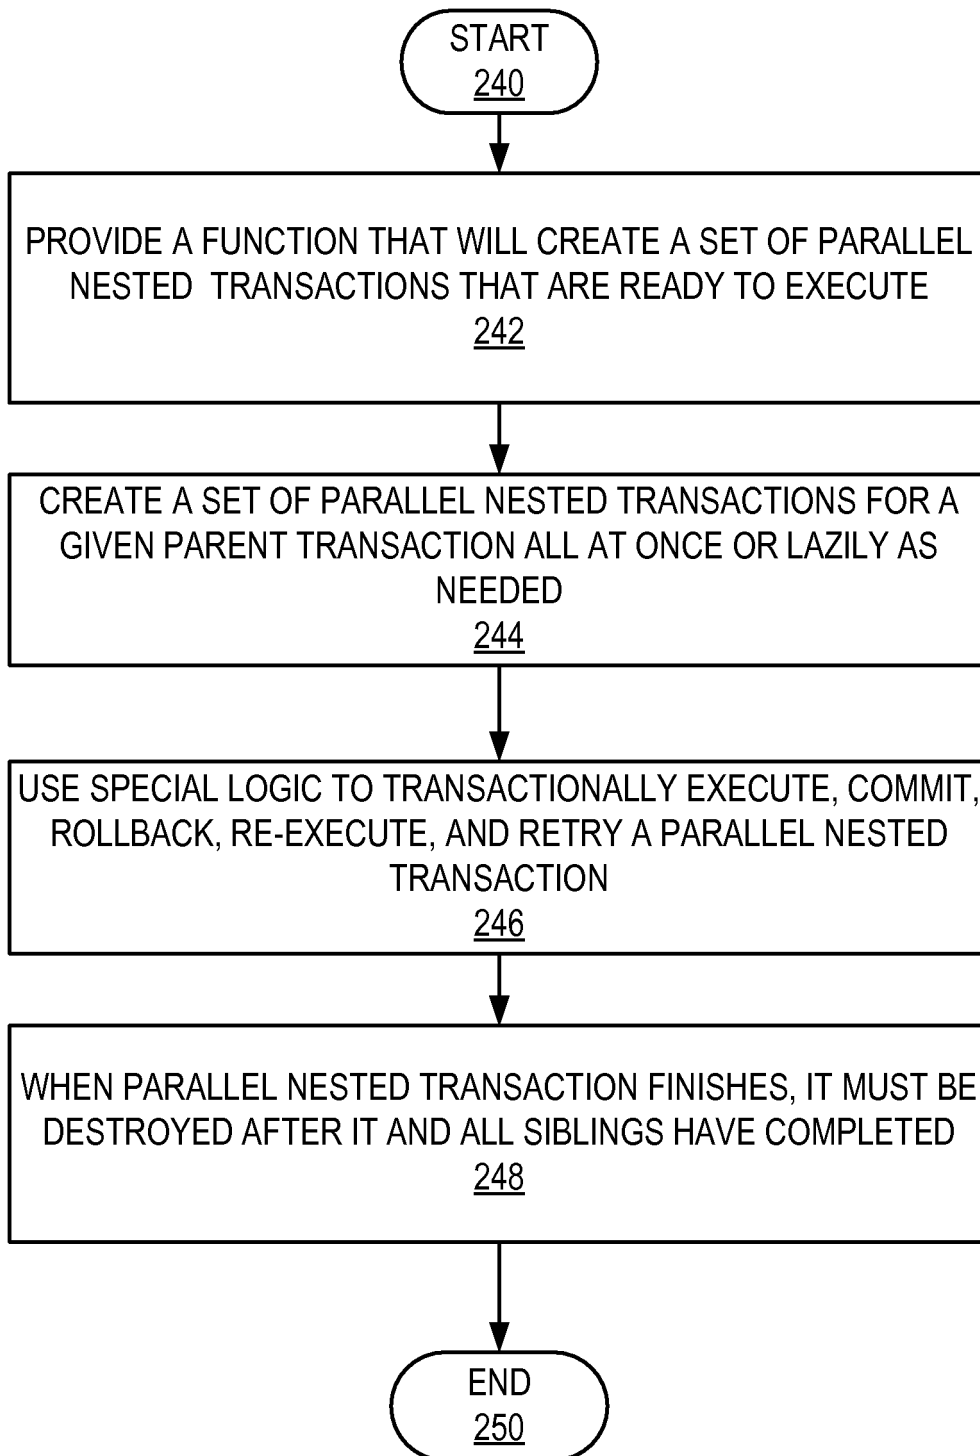 START
240
PROVIDE A FUNCTION THAT WILL CREATE A SET OF PARALLEL
NESTED TRANSACTIONS THAT ARE READY TO EXECUTE
242
CREATE A SET OF PARALLEL NESTED TRANSACTIONS FOR A
GIVEN PARENT TRANSACTION ALL AT ONCE OR LAZILY AS
NEEDED
244
USE SPECIAL LOGIC TO TRANSACTIONALLY EXECUTE, COMMIT,
ROLLBACK, RE-EXECUTE, AND RETRY A PARALLEL NESTED
TRANSACTION
246
WHEN PARALLEL NESTED TRANSACTION FINISHES, IT MUST BE
DESTROYED AFTER IT AND ALL SIBLINGS HAVE COMPLETED
248
END
250